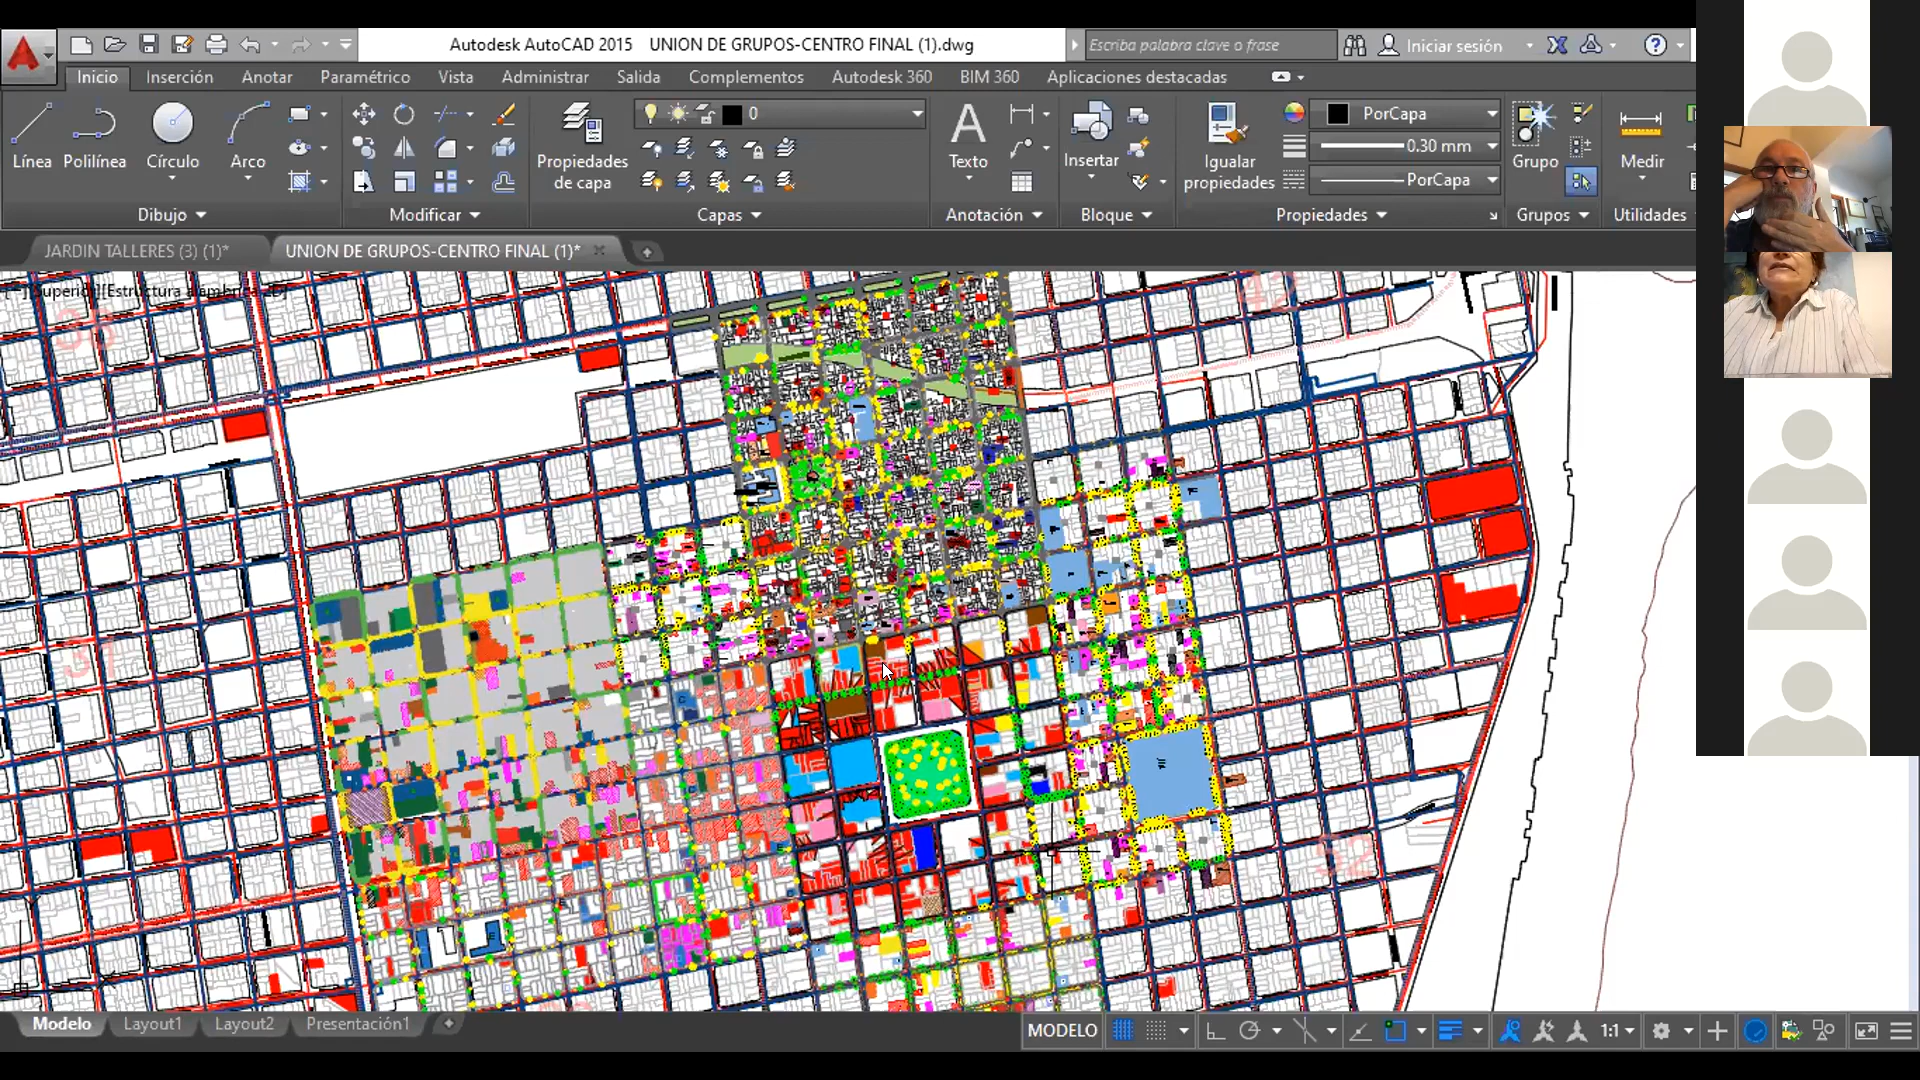 Autodesk AutoCAD 2015 UNION DE GRUPOS-CENTRO FINAL (1).dwg
Escriba palabra clave o frase
Iniciar sesión
Inicio Inserción Anotar Paramétrico Vista Administrar Salida Complementos Autodesk 360 BIM 360 Aplicaciones destacadas
0
PorCapa
0.30 mm
PorCapa
Línea Polilínea Círculo Arco
Propiedades de capa
Texto
Insertar
Igualar propiedades
Grupo
Medir
Dibujo Modificar Capas Anotación Bloque Propiedades Grupos Utilidades
JARDIN TALLERES (3) (1)* UNION DE GRUPOS-CENTRO FINAL (1)*
Modelo Layout1 Layout2 Presentación1
MODELO 1:1